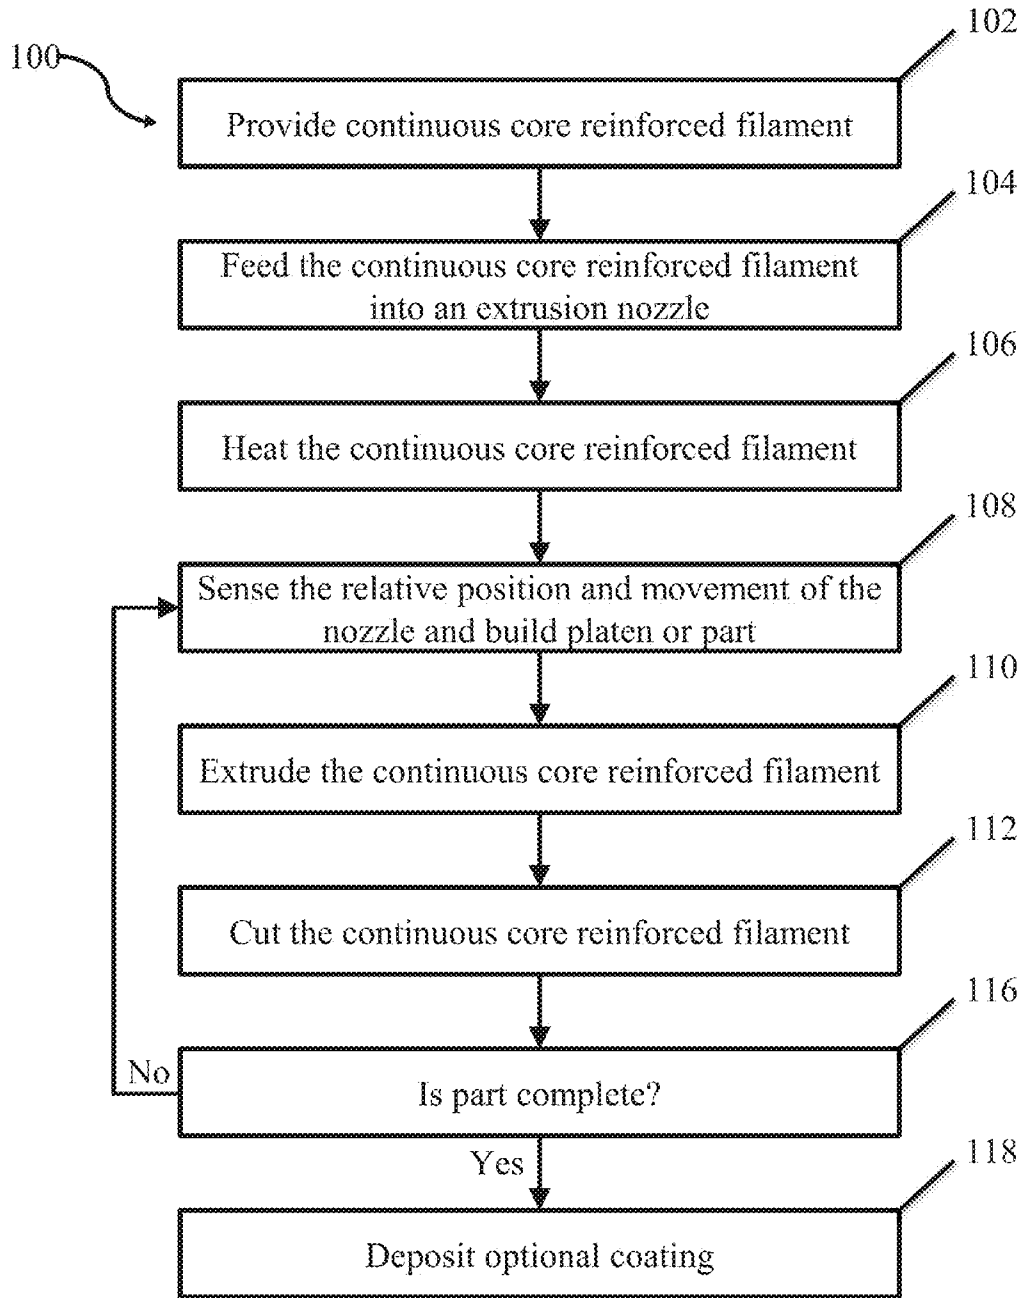 102
100
Provide continuous core reinforced filament
104
Feed the continuous core reinforced filament
into an extrusion nozzle
106
Heat the continuous core reinforced filament
108
Sense the relative position and movement of the
nozzle and build platen or part
110
Extrude the continuous core reinforced filament
112
Cut the continuous core reinforced filament
116
No
Is part complete?
Yes
118
Deposit optional coating